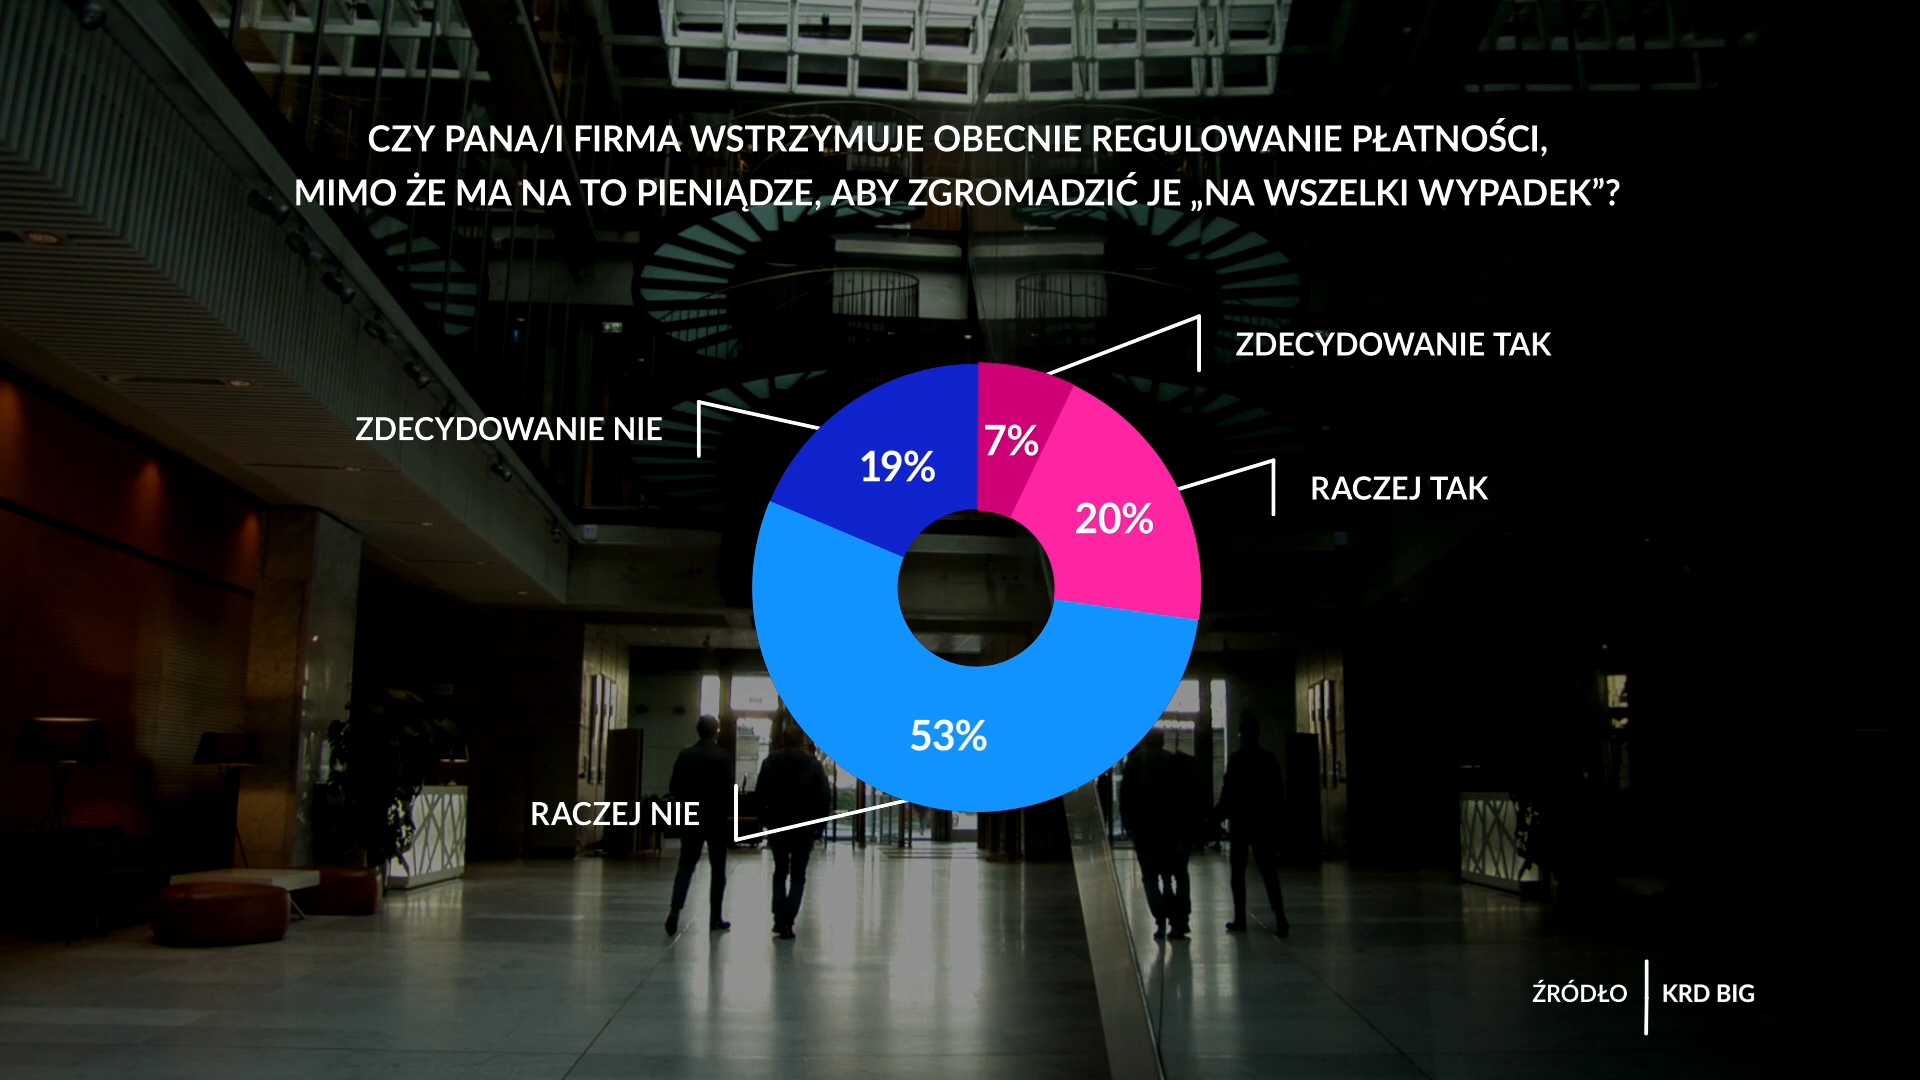 CZY PANA/I FIRMA WSTRZYMUJE OBECNIE REGULOWANIE PŁATNOŚCI,
MIMO ŻE MA NA TO PIENIĄDZE, ABY ZGROMADZIĆ JE „NA WSZELKI WYPADEK”?
ZDECYDOWANIE TAK
ZDECYDOWANIE NIE
7%
19%
RACZEJ TAK
20%
53%
RACZEJ NIE
ŹRÓDŁO | KRD BIG